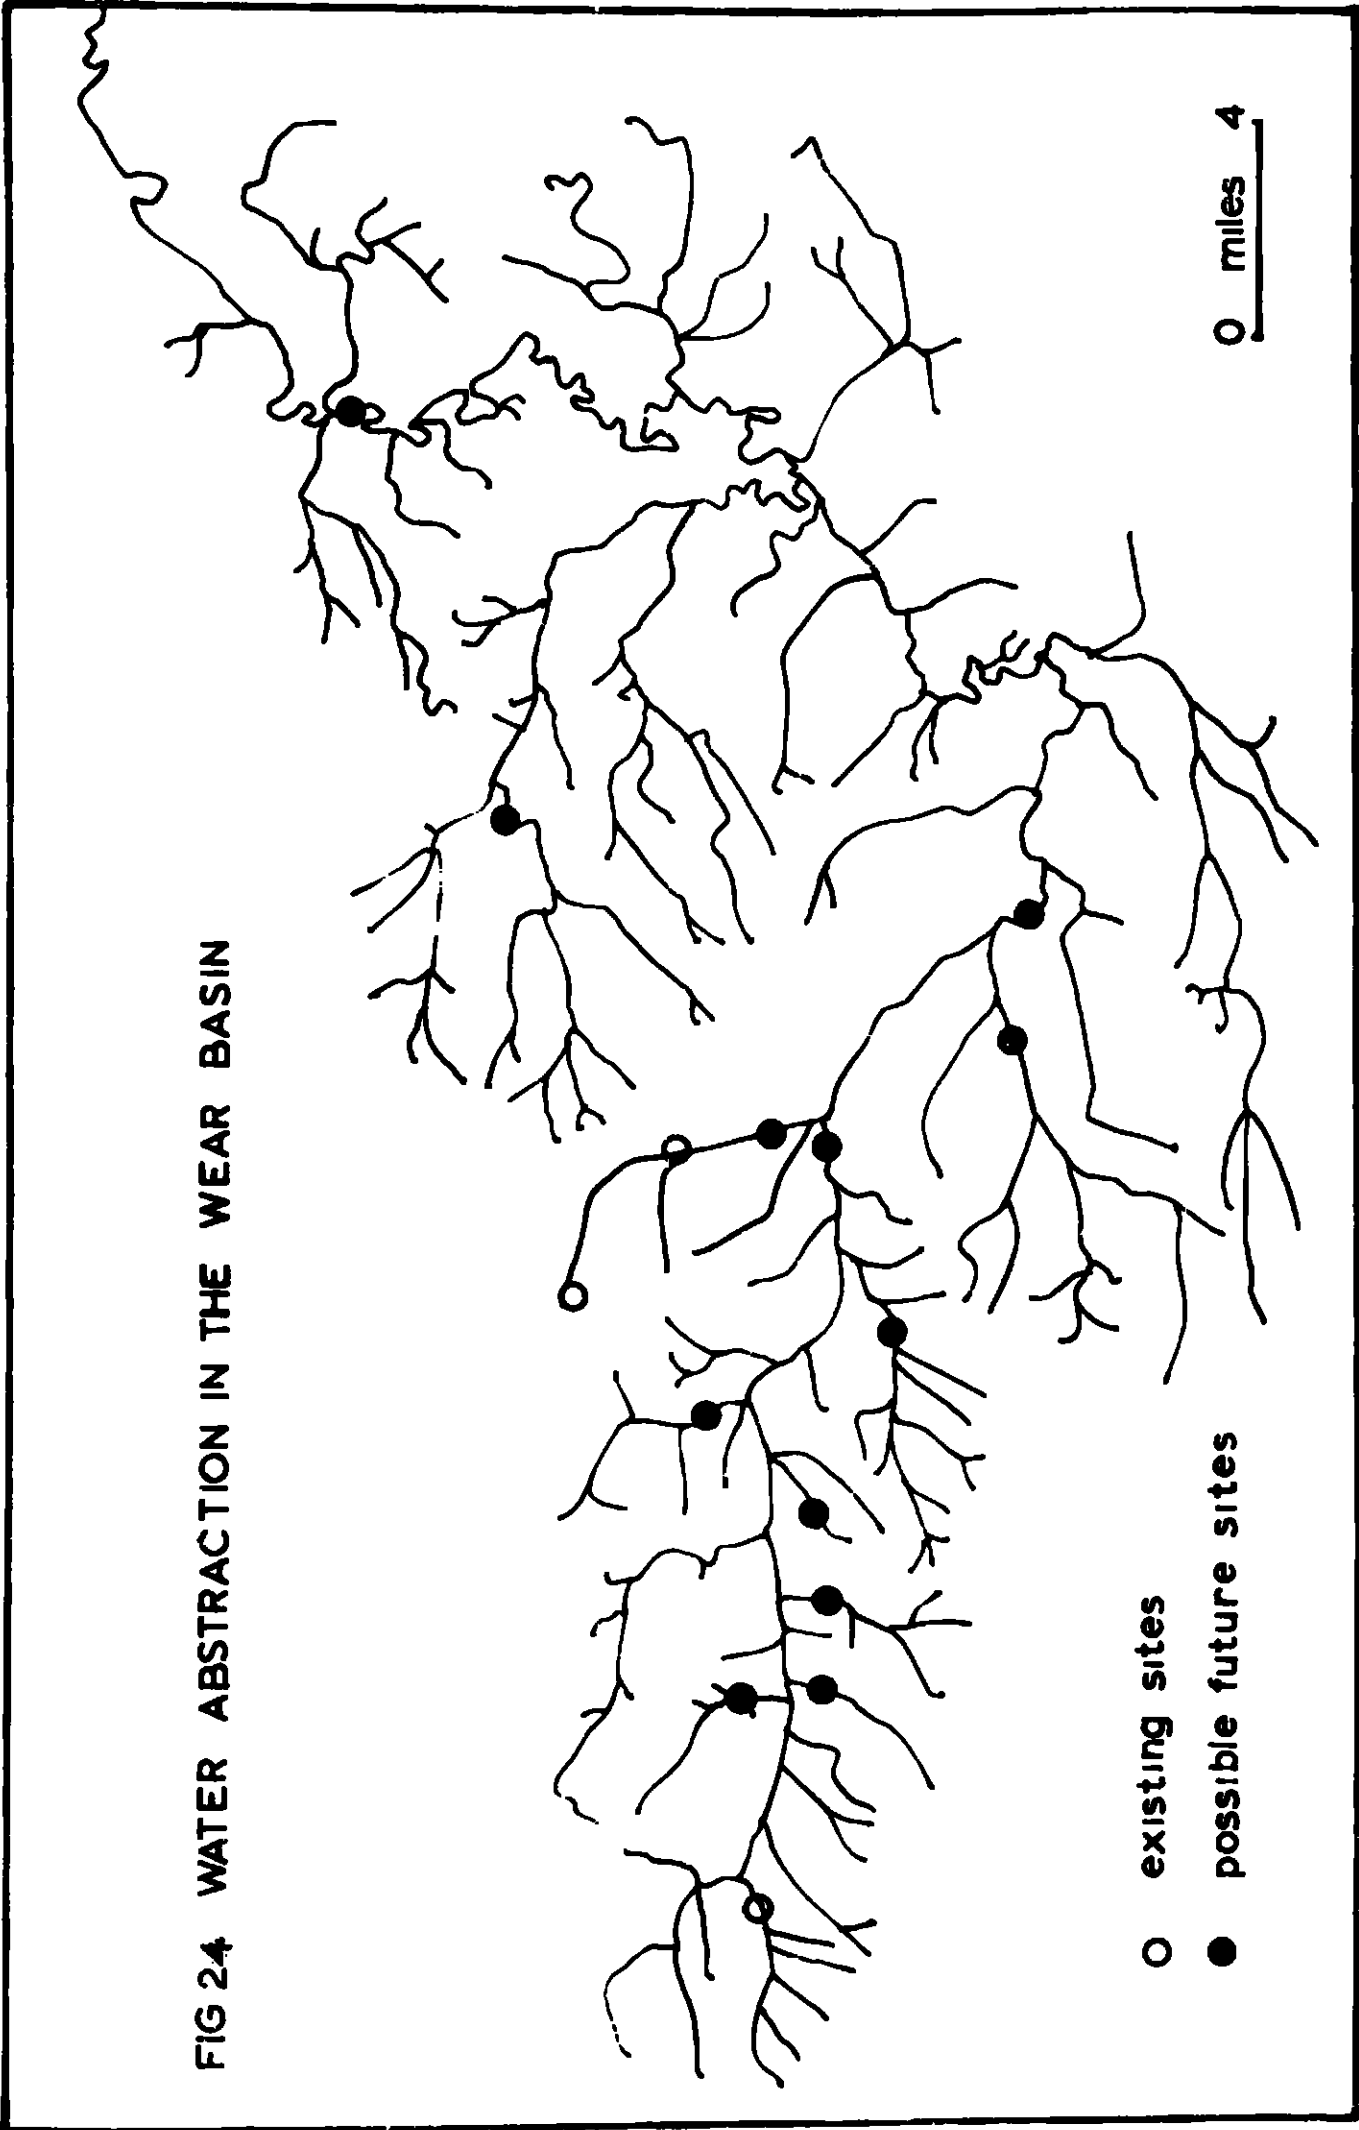 FIG 24 WATER ABSTRACTION IN THE WEAR BASIN
existing sites
possible future sites
0 miles 4